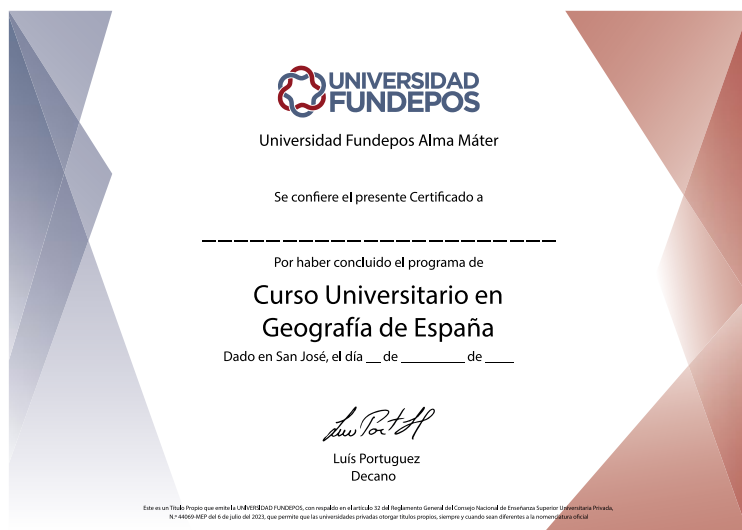 UNIVERSIDAD
FUNDEPOS
Universidad Fundepos Alma Máter
Se confiere el presente Certificado a
Por haber concluido el programa de
Curso Universitario en
Geografía de España
Dado en San José, el día __ de ________ de ____
Luís Portuguez
Decano
Este es un Título Propio que emite la UNIVERSIDAD FUNDEPOS, con respaldo en el artículo 32 del Reglamento General del Consejo Nacional de Enseñanza Superior Universitaria Privada,
N.º 44069-MEP del 6 de julio del 2023, que permite que las universidades privadas otorgar títulos propios, siempre y cuando sean diferentes a la nomenclatura oficial